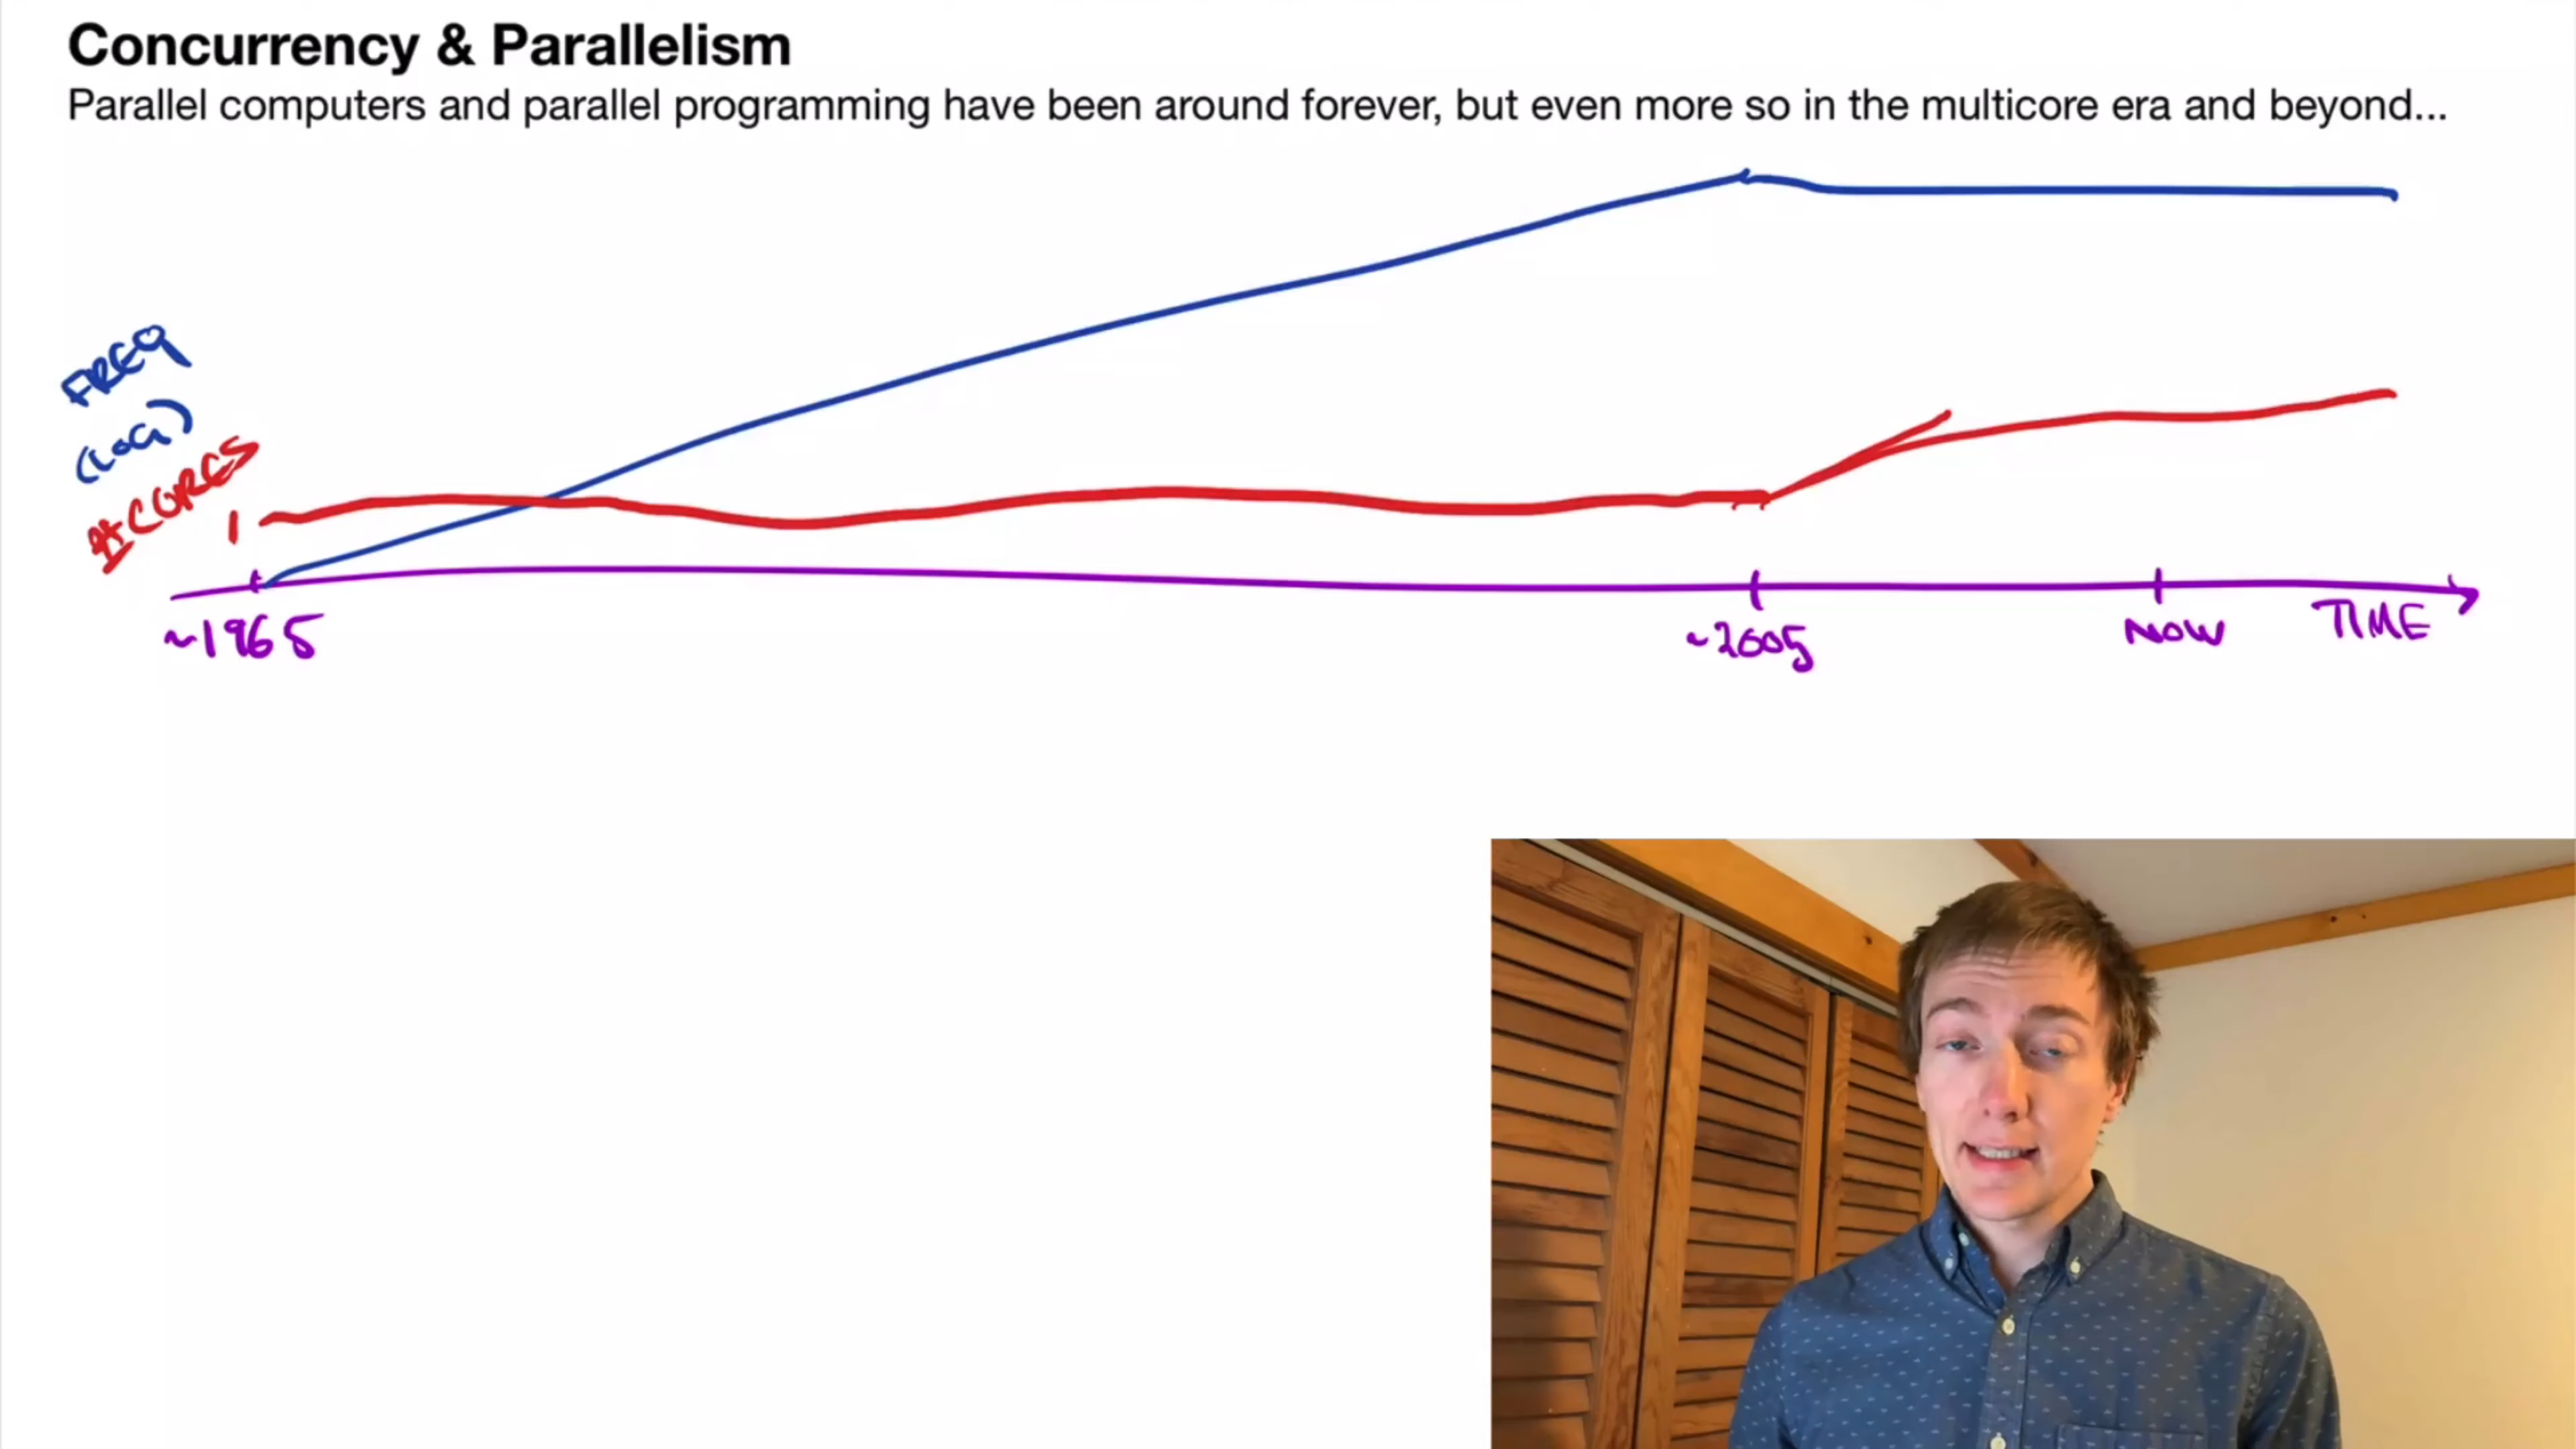 Concurrency & Parallelism
Parallel computers and parallel programming have been around forever, but even more so in the multicore era and beyond...
FREQ
(LOG)
#CORES
1
~1965
~2005
NOW
TIME